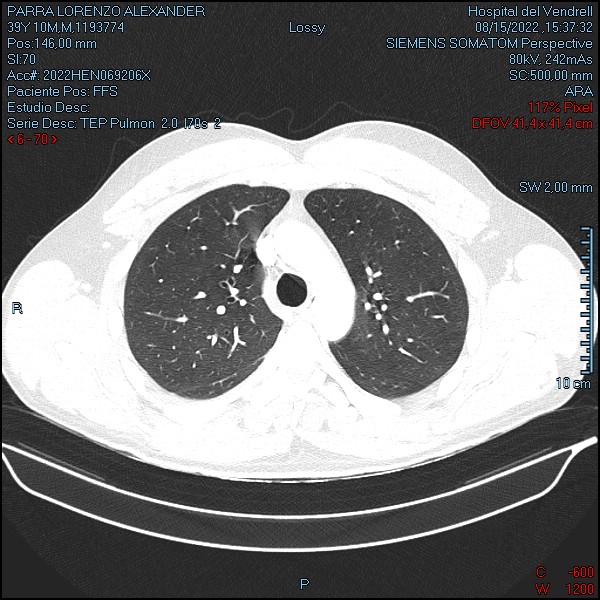 PARRA LORENZO ALEXANDER
39Y 10M,M,1193774
Pos:146,00 mm
SI:70
Acc#: 2022HEN069206X
Paciente Pos: FFS
Estudio Desc:
Serie Desc: TEP Pulmon 2.0 I70s 2
< 6 - 70 >
Lossy
Hospital del Vendrell
08/15/2022 ,15:37:32
SIEMENS SOMATOM Perspective
80kV, 242mAs
SC:500,00 mm
ARA
117% Pixel
DFOV 41,4 x 41,4 cm
SW 2,00 mm
R
10 cm
P
C -600
W 1200